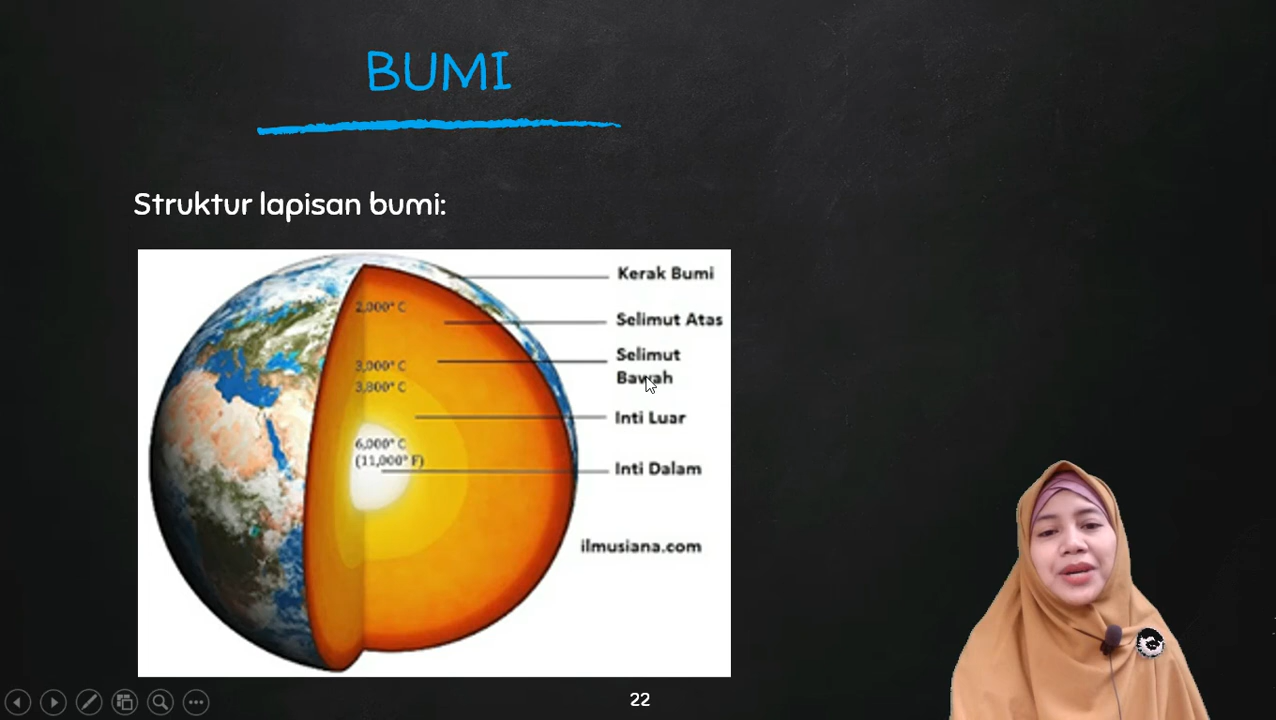 BUMI
Struktur lapisan bumi:
Kerak Bumi
2,000° C
Selimut Atas
Selimut
Bawah
3,000° C
3,800° C
Inti Luar
6,000° C
(11,000° F)
Inti Dalam
ilmusiana.com
22